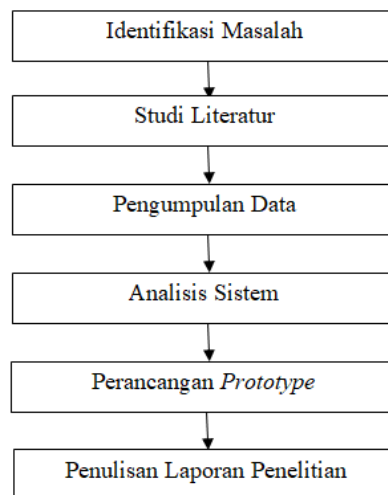 Identifikasi Masalah
Studi Literatur
Pengumpulan Data
Analisis Sistem
Perancangan Prototype
Penulisan Laporan Penelitian